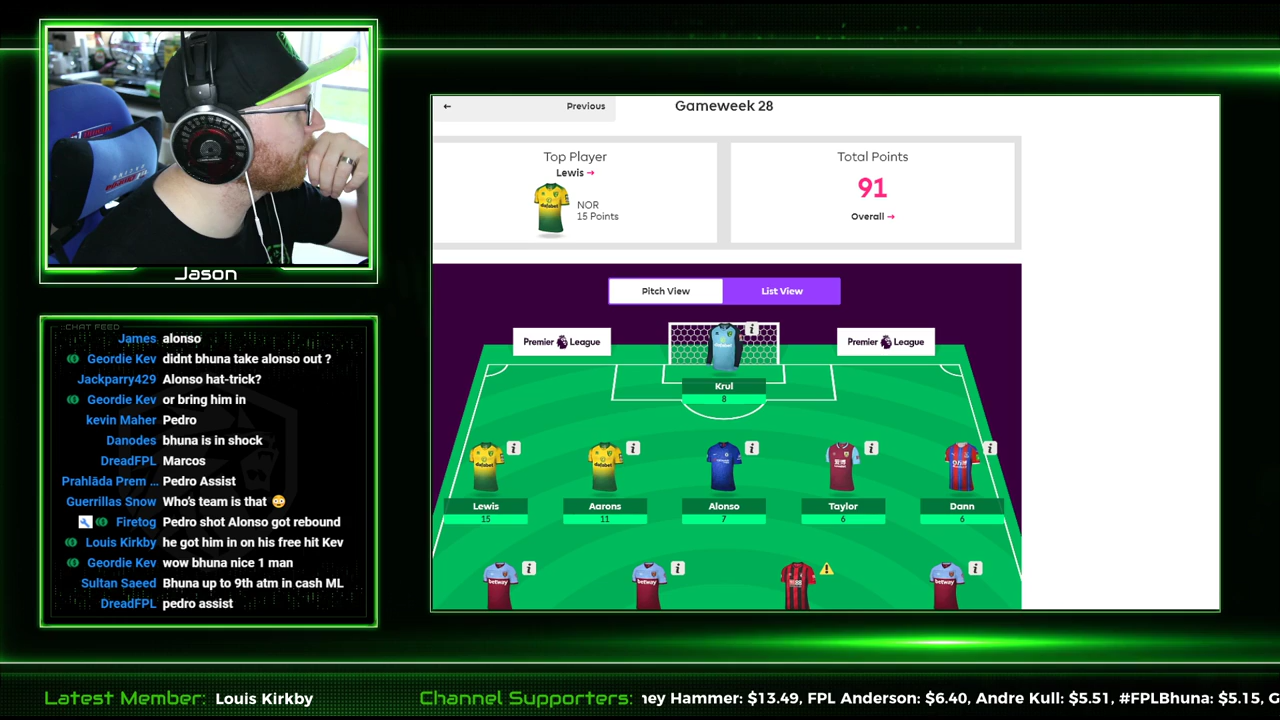 Jason
CHAT FEED
James alonso
Geordie Kev didnt bhuna take alonso out ?
Jackparry429 Alonso hat-trick?
Geordie Kev or bring him in
kevin Maher Pedro
Danodes bhuna is in shock
DreadFPL Marcos
Prahlāda Prem ... Pedro Assist
Guerrillas Snow Who's team is that 😳
Firetog Pedro shot Alonso got rebound
Louis Kirkby he got him in on his free hit Kev
Geordie Kev wow bhuna nice 1 man
Sultan Saeed Bhuna up to 9th atm in cash ML
DreadFPL pedro assist
← Previous
Gameweek 28
Top Player
Lewis →
NOR
15 Points
Total Points
91
Overall →
Pitch View
List View
Premier League
Premier League
Krul
8
Lewis
15
Aarons
11
Alonso
7
Taylor
6
Dann
6
betway
betway
betway
Latest Member: Louis Kirkby
Channel Supporters: ney Hammer: $13.49, FPL Anderson: $6.40, Andre Kull: $5.51, #FPLBhuna: $5.15, G